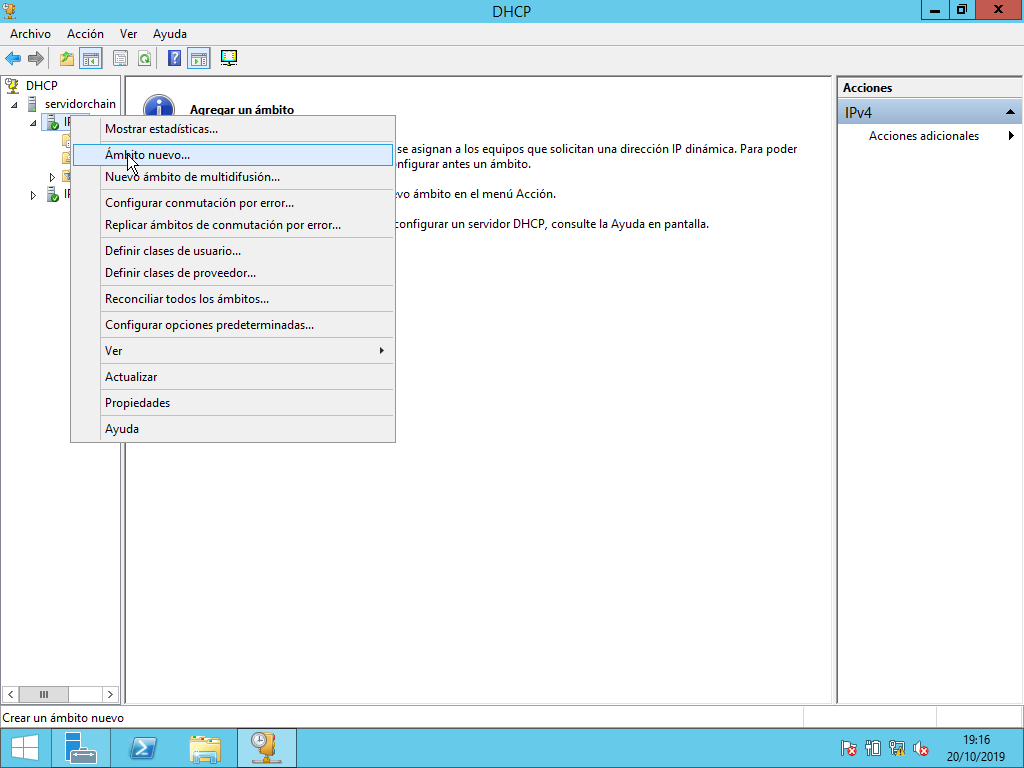 DHCP
Archivo Acción Ver Ayuda
DHCP
servidorchain
Agregar un ámbito
se asignan a los equipos que solicitan una dirección IP dinámica. Para poder
configurar antes un ámbito.
ámbito en el menú Acción.
configurar un servidor DHCP, consulte la Ayuda en pantalla.
Mostrar estadísticas...
Ámbito nuevo...
Nuevo ámbito de multidifusión...
Configurar conmutación por error...
Replicar ámbitos de conmutación por error...
Definir clases de usuario...
Definir clases de proveedor...
Reconciliar todos los ámbitos...
Configurar opciones predeterminadas...
Ver
Actualizar
Propiedades
Ayuda
Acciones
IPv4
Acciones adicionales
Crear un ámbito nuevo
19:16
20/10/2019